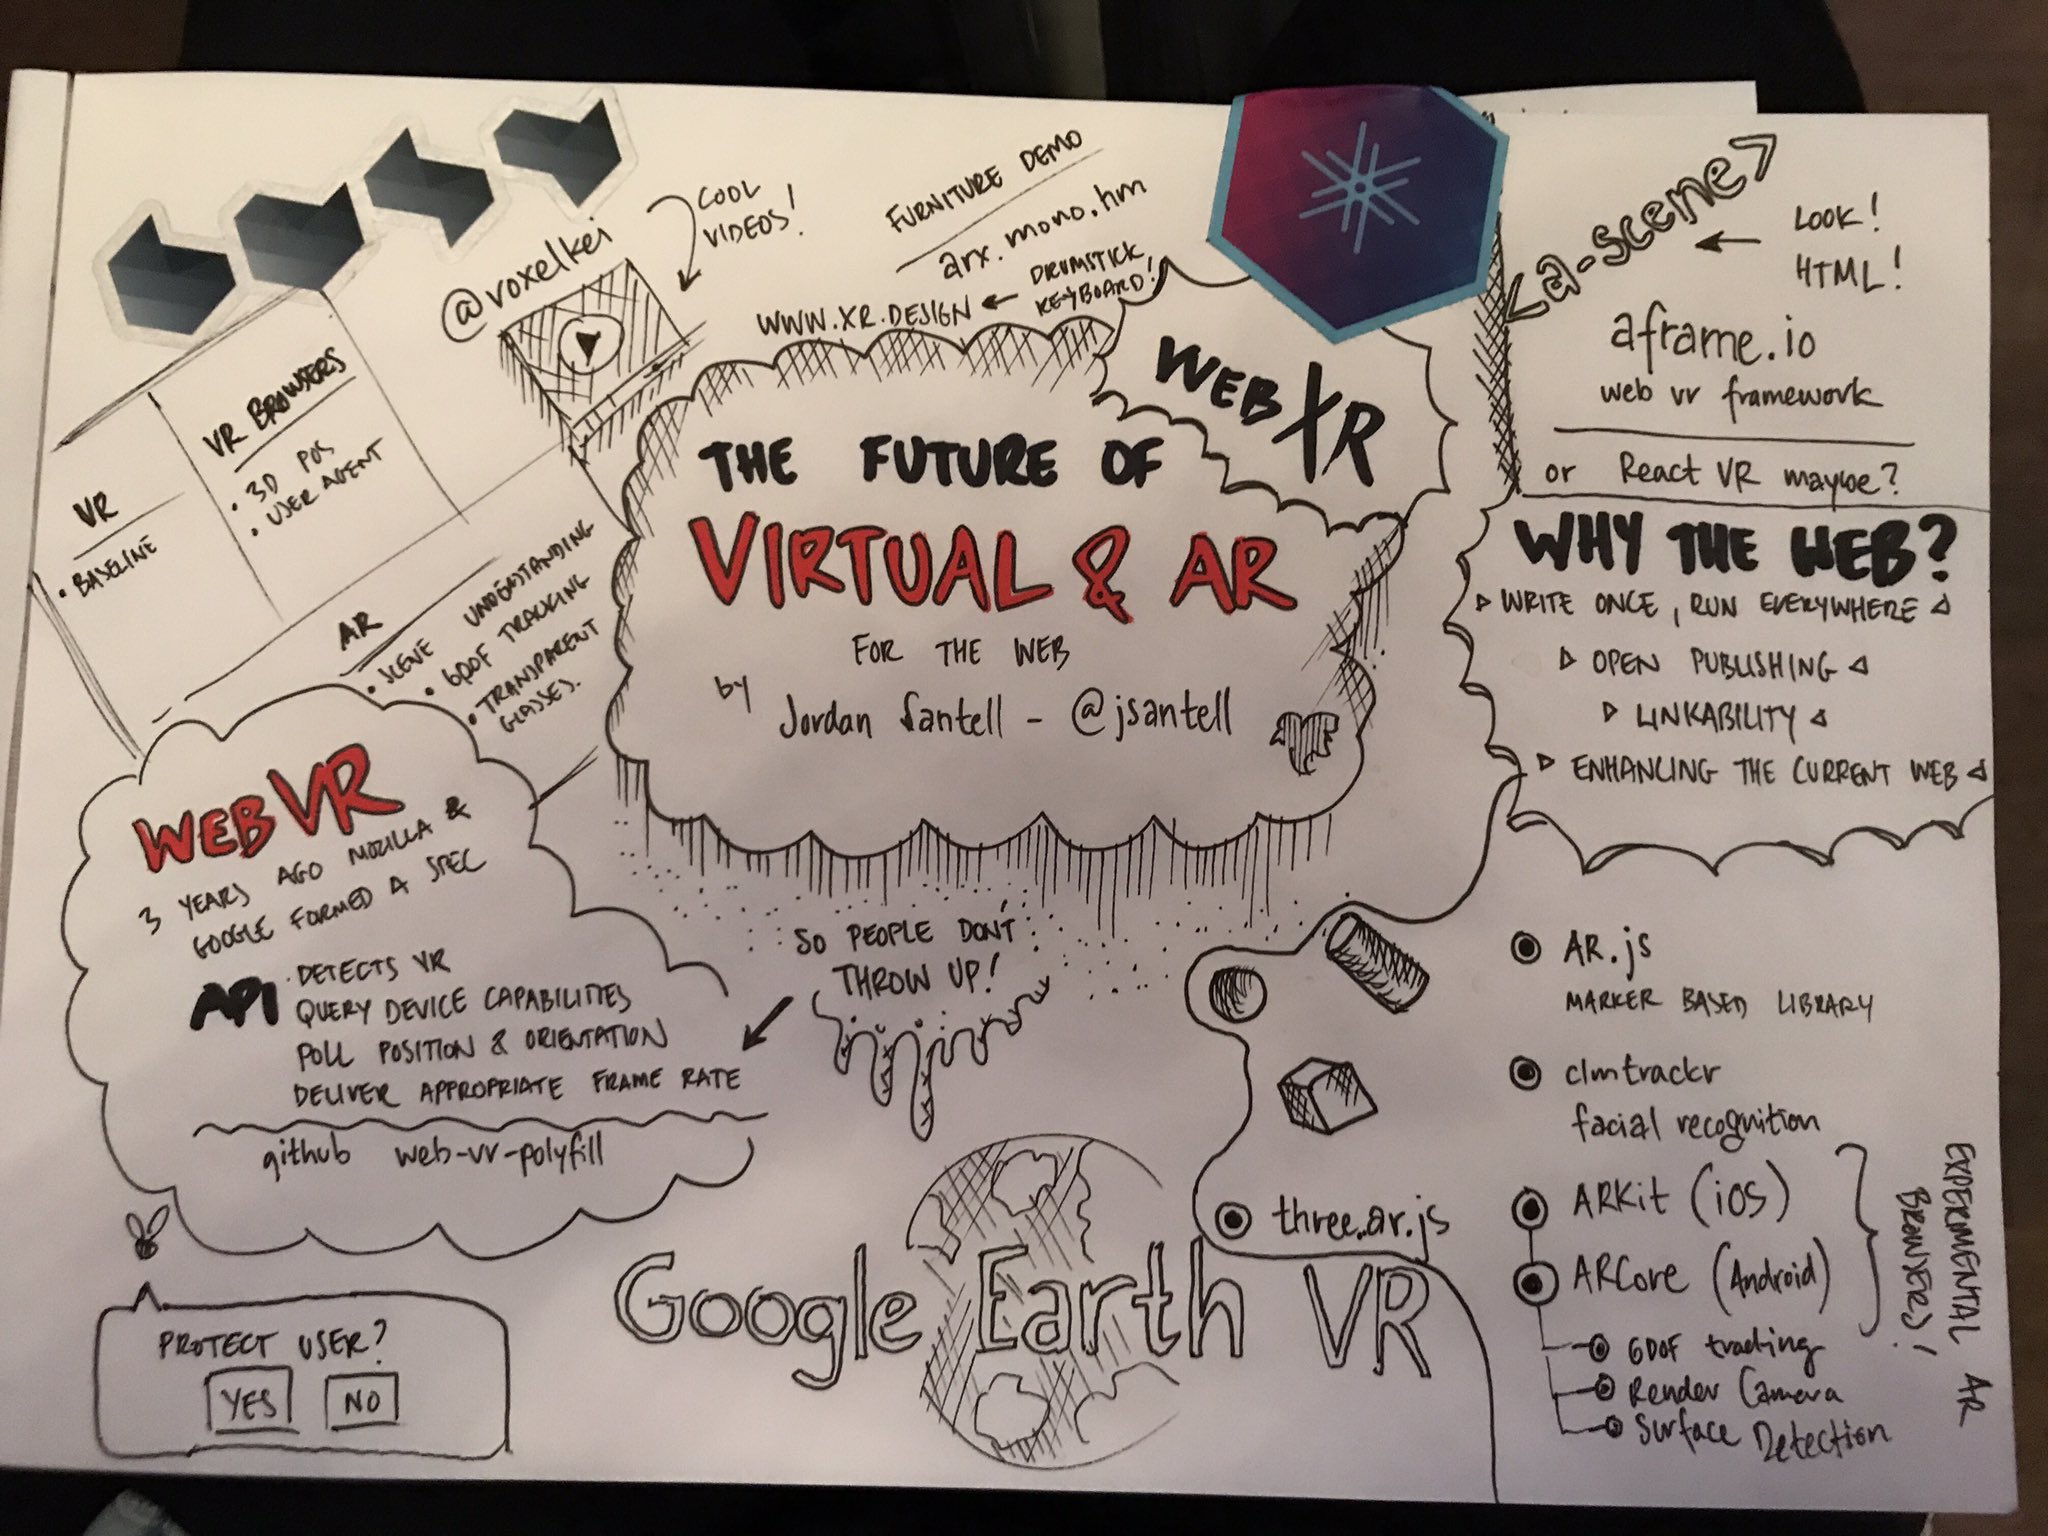 @voxelkei
COOL
VIDEOS!
FURNITURE DEMO
arx.mono.hm
WWW.XR.DESIGN ← DRUMSTICK
KEYBOARD!
<a-scene>
← LOOK!
HTML!
aframe.io
web vr framework
or React VR maybe?
VR
• BASELINE
VR BROWSERS
• 3D POS
• USER AGENT
AR
• SCENE UNDERSTANDING
• 6DOF TRACKING
• TRANSPARENT
GLASSES.
WEB XR
THE FUTURE OF
VIRTUAL & AR
FOR THE WEB
by Jordan Santell - @jsantell
WHY THE WEB?
WRITE ONCE, RUN EVERYWHERE
OPEN PUBLISHING
LINKABILITY
ENHANCING THE CURRENT WEB
WEB VR
3 YEARS AGO MOZILLA &
GOOGLE FORMED A SPEC
API
DETECTS VR
QUERY DEVICE CAPABILITIES
POLL POSITION & ORIENTATION
DELIVER APPROPRIATE FRAME RATE
github web-vr-polyfill
SO PEOPLE DON'T
THROW UP!
PROTECT USER?
YES NO
Google Earth VR
three.ar.js
AR.js
MARKER BASED LIBRARY
clmtrackr
facial recognition
ARKit (iOS)
ARCore (Android)
6DOF tracking
Render Camera
Surface Detection
EXPERIMENTAL AR
BROWSERS!